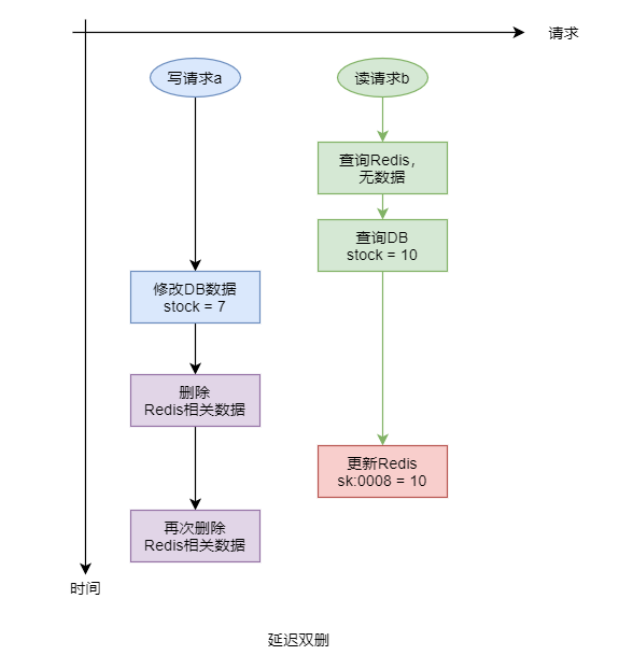 请求
写请求a
读请求b
查询Redis，
无数据
查询DB
stock = 10
修改DB数据
stock = 7
删除
Redis相关数据
更新Redis
sk:0008 = 10
再次删除
Redis相关数据
时间
延迟双删